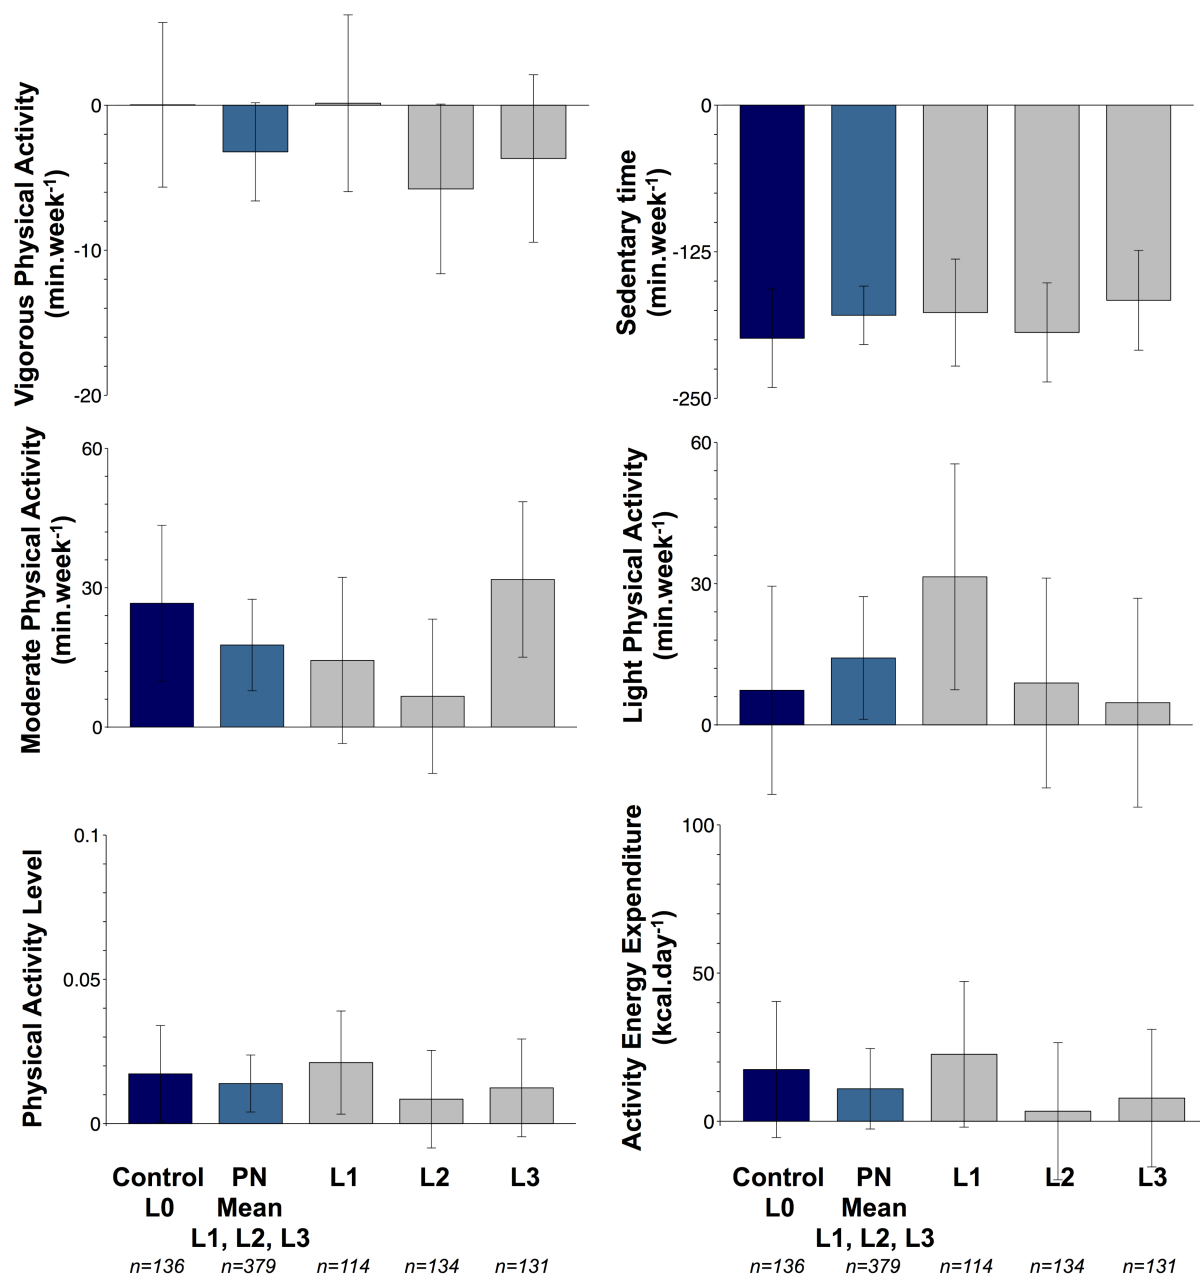 Vigorous Physical Activity
(min.week⁻¹)
0
-10
-20
Sedentary time
(min.week⁻¹)
0
-125
-250
Moderate Physical Activity
(min.week⁻¹)
60
30
0
Light Physical Activity
(min.week⁻¹)
60
30
0
Physical Activity Level
0.1
0.05
0
Activity Energy Expenditure
(kcal.day⁻¹)
100
50
0
Control PN L1 L2 L3
L0 Mean
L1, L2, L3
n=136 n=379 n=114 n=134 n=131
Control PN L1 L2 L3
L0 Mean
L1, L2, L3
n=136 n=379 n=114 n=134 n=131